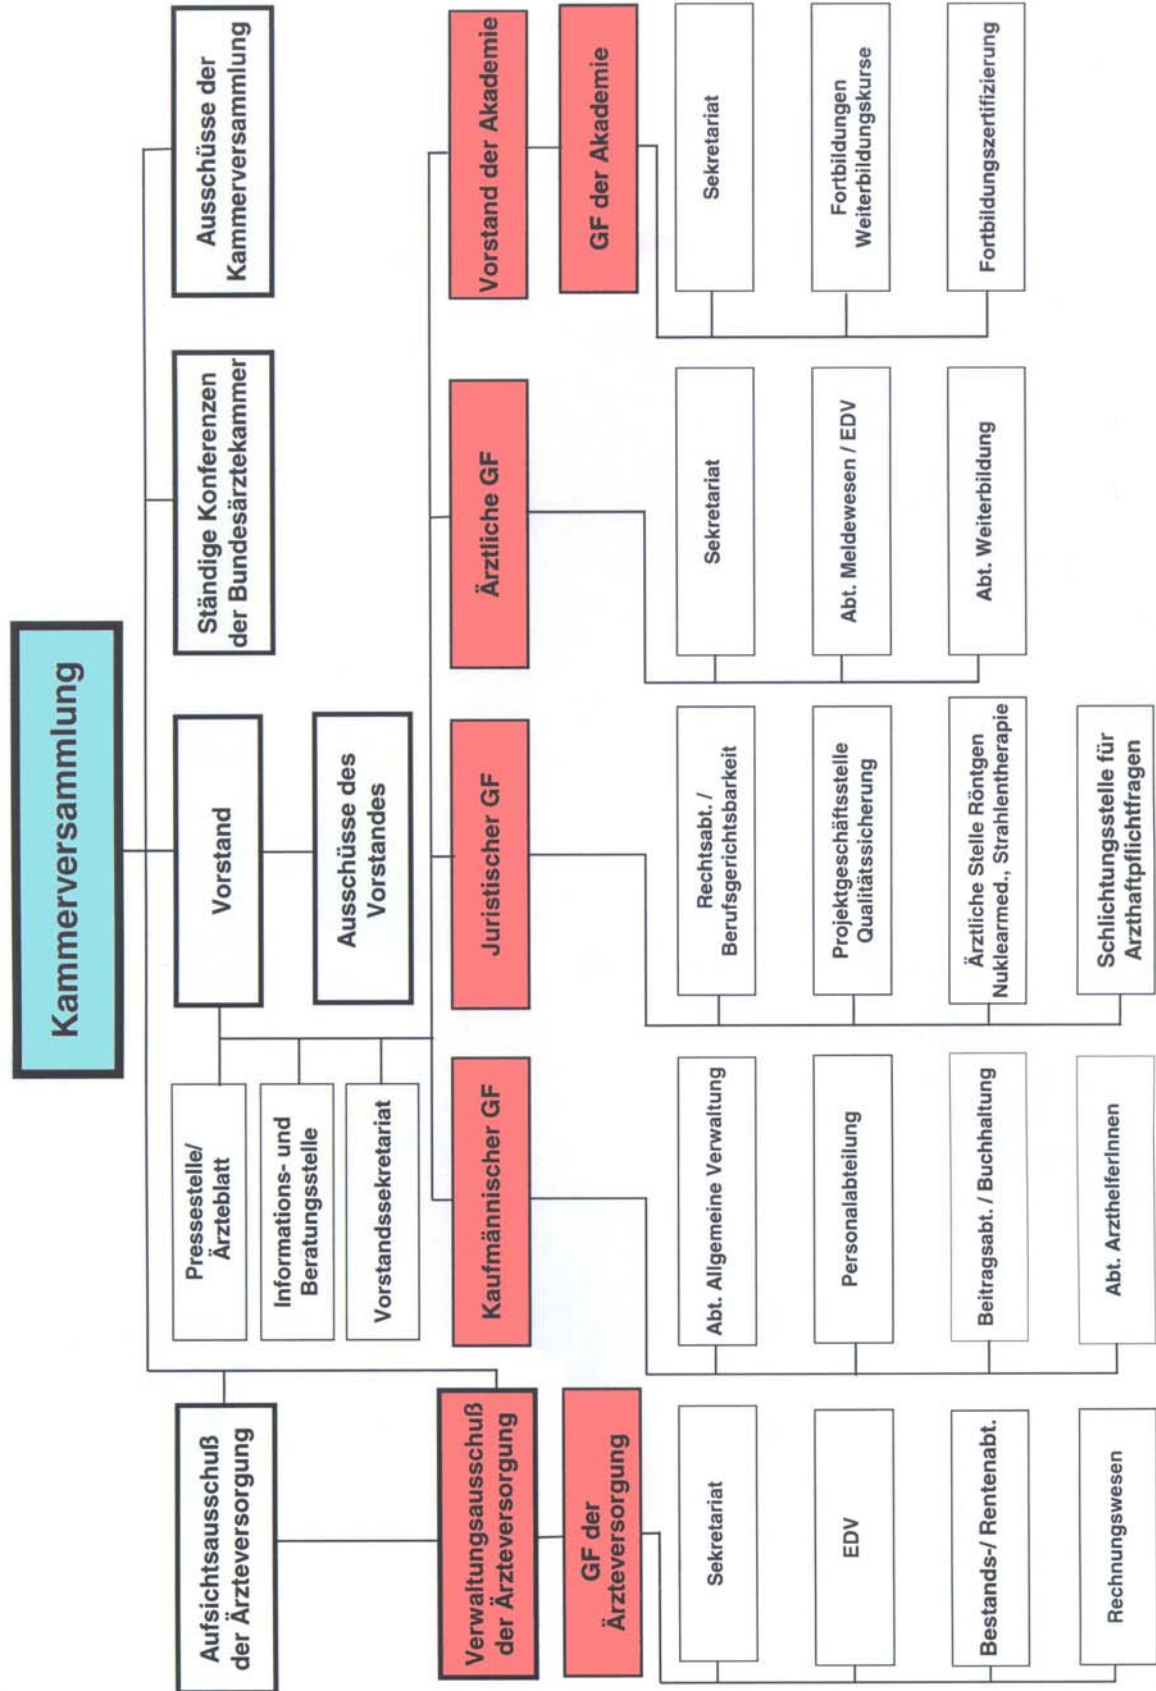 Kammerversammlung
Aufsichtsausschuß
der Ärzteversorgung
Pressestelle/
Ärzteblatt
Informations- und
Beratungsstelle
Vorstandssekretariat
Vorstand
Ausschüsse des
Vorstandes
Ständige Konferenzen
der Bundesärztekammer
Ausschüsse der
Kammerversammlung
Verwaltungsausschuß
der Ärzteversorgung
GF der
Ärzteversorgung
Sekretariat
EDV
Bestands-/ Rentenabt.
Rechnungswesen
Kaufmännischer GF
Abt. Allgemeine Verwaltung
Personalabteilung
Beitragsabt. / Buchhaltung
Abt. ArzthelferInnen
Juristischer GF
Rechtsabt. /
Berufsgerichtsbarkeit
Projektgeschäftsstelle
Qualitätssicherung
Ärztliche Stelle Röntgen
Nuklearmed., Strahlentherapie
Schlichtungsstelle für
Arzthaftpflichtfragen
Ärztliche GF
Sekretariat
Abt. Meldewesen / EDV
Abt. Weiterbildung
Vorstand der Akademie
GF der Akademie
Sekretariat
Fortbildungen
Weiterbildungskurse
Fortbildungszertifizierung